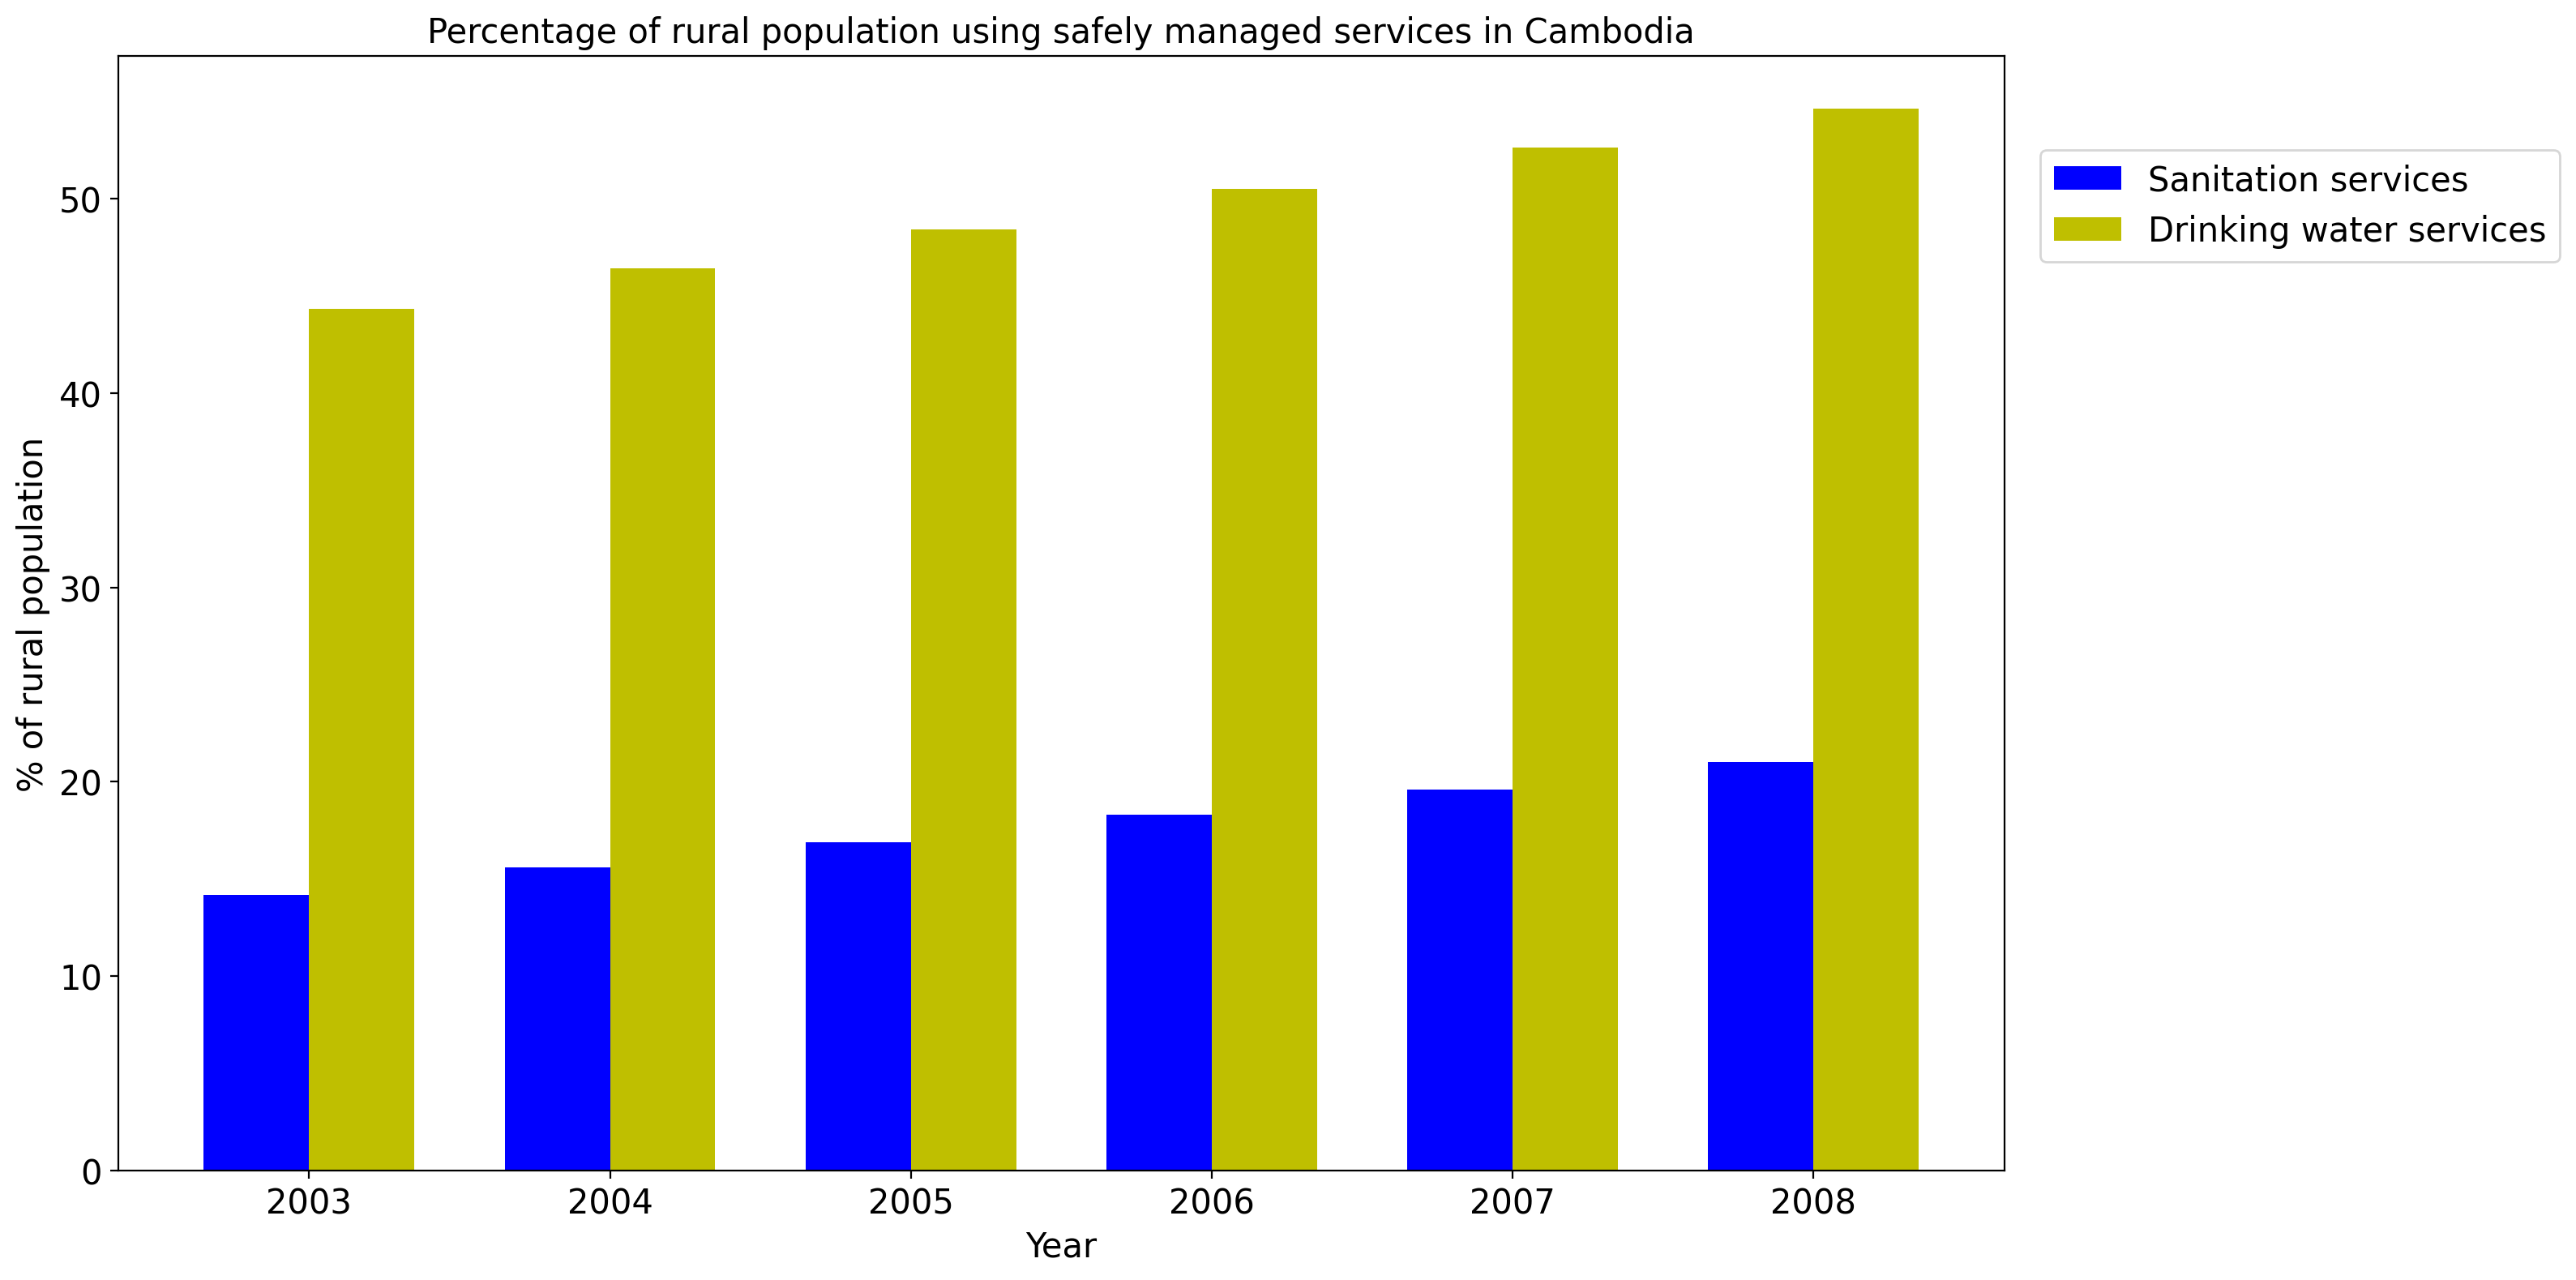 Percentage of rural population using safely managed services in Cambodia
% of rural population
50
40
30
20
10
0
2003 2004 2005 2006 2007 2008
Year
Sanitation services
Drinking water services